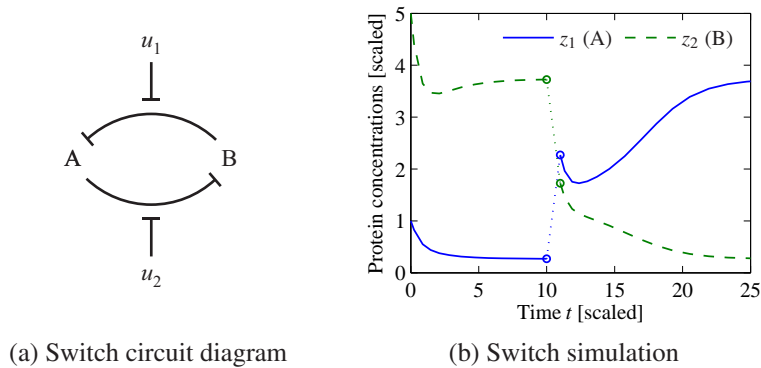 u1
A
B
u2
(a) Switch circuit diagram
Protein concentrations [scaled]
5
4
3
2
1
0
z1 (A)
z2 (B)
0 5 10 15 20 25
Time t [scaled]
(b) Switch simulation